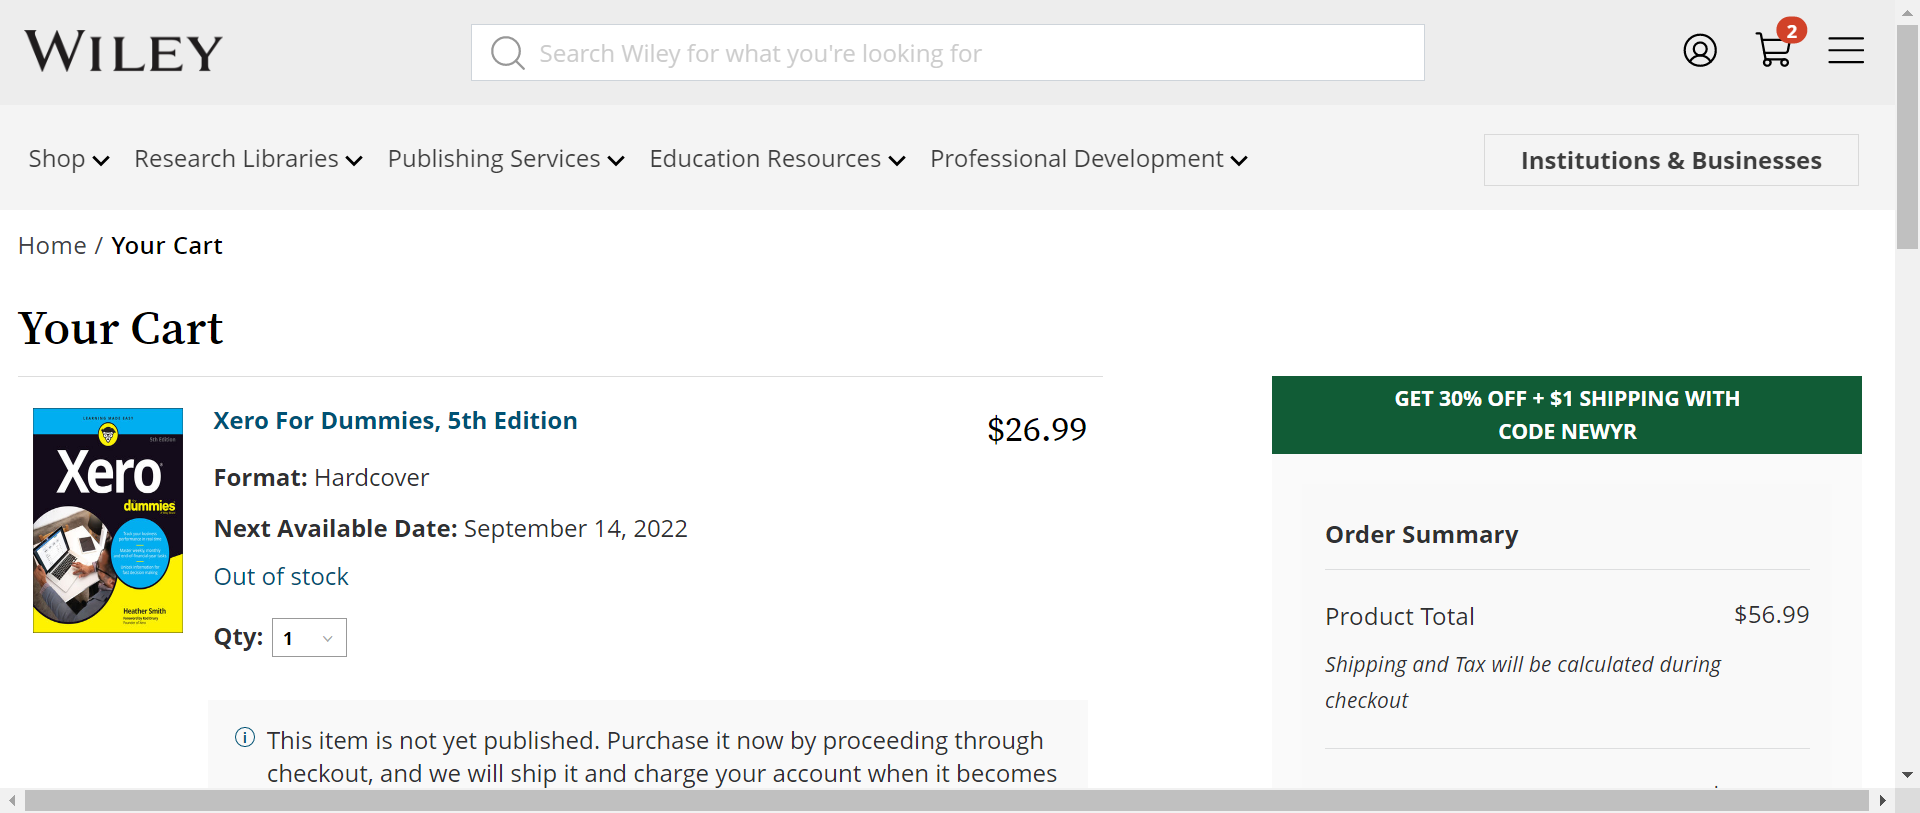 WILEY
Search Wiley for what you're looking for
2
Shop
Research Libraries
Publishing Services
Education Resources
Professional Development
Institutions & Businesses
Home / Your Cart
Your Cart
LEARNING MADE EASY
5th Edition
Xero
dummies
Heather Smith
Xero For Dummies, 5th Edition
$26.99
Format: Hardcover
Next Available Date: September 14, 2022
Out of stock
Qty: 1
This item is not yet published. Purchase it now by proceeding through
checkout, and we will ship it and charge your account when it becomes
GET 30% OFF + $1 SHIPPING WITH
CODE NEWYR
Order Summary
Product Total
$56.99
Shipping and Tax will be calculated during
checkout